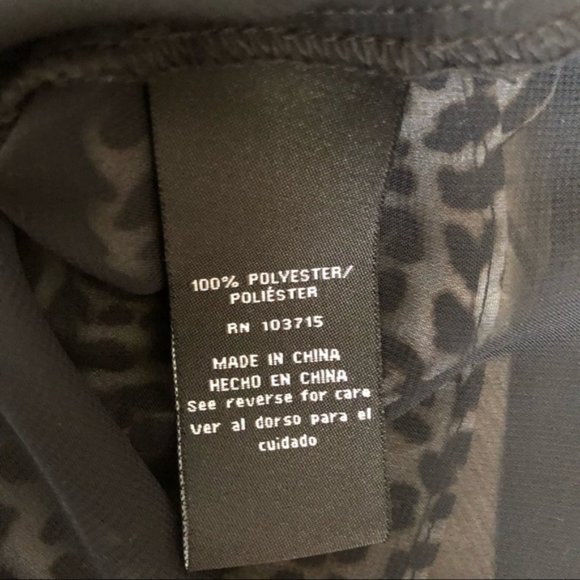 100% POLYESTER/
POLIÉSTER
RN 103715
MADE IN CHINA
HECHO EN CHINA
See reverse for care
Ver al dorso para el
cuidado